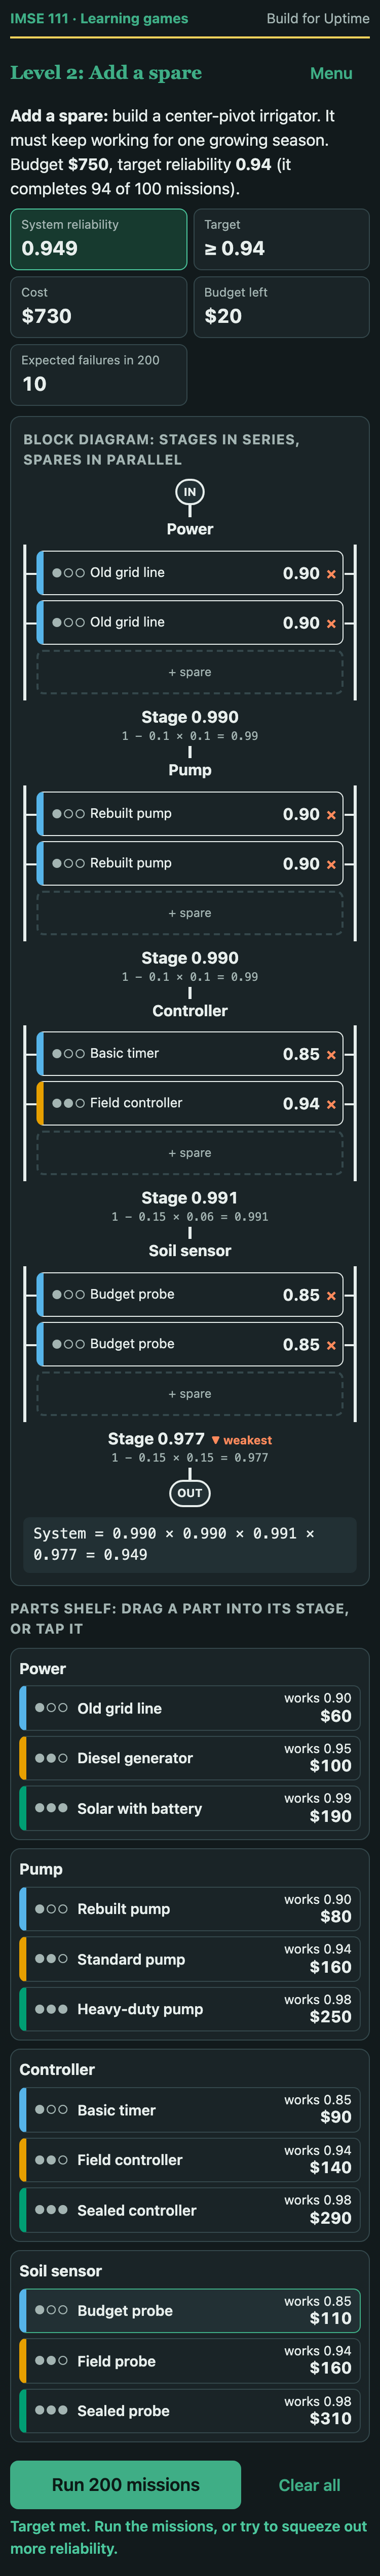 IMSE 111 · Learning games
Build for Uptime
Level 2: Add a spare
Menu
Add a spare: build a center-pivot irrigator. It
must keep working for one growing season.
Budget $750, target reliability 0.94 (it
completes 94 of 100 missions).
System reliability
0.949
Target
≥ 0.94
Cost
$730
Budget left
$20
Expected failures in 200
10
BLOCK DIAGRAM: STAGES IN SERIES,
SPARES IN PARALLEL
IN
Power
Old grid line 0.90 ×
Old grid line 0.90 ×
+ spare
Stage 0.990
1 − 0.1 × 0.1 = 0.99
Pump
Rebuilt pump 0.90 ×
Rebuilt pump 0.90 ×
+ spare
Stage 0.990
1 − 0.1 × 0.1 = 0.99
Controller
Basic timer 0.85 ×
Field controller 0.94 ×
+ spare
Stage 0.991
1 − 0.15 × 0.06 = 0.991
Soil sensor
Budget probe 0.85 ×
Budget probe 0.85 ×
+ spare
Stage 0.977 ▼ weakest
1 − 0.15 × 0.15 = 0.977
OUT
System = 0.990 × 0.990 × 0.991 ×
0.977 = 0.949
PARTS SHELF: DRAG A PART INTO ITS STAGE,
OR TAP IT
Power
Old grid line
works 0.90
$60
Diesel generator
works 0.95
$100
Solar with battery
works 0.99
$190
Pump
Rebuilt pump
works 0.90
$80
Standard pump
works 0.94
$160
Heavy-duty pump
works 0.98
$250
Controller
Basic timer
works 0.85
$90
Field controller
works 0.94
$140
Sealed controller
works 0.98
$290
Soil sensor
Budget probe
works 0.85
$110
Field probe
works 0.94
$160
Sealed probe
works 0.98
$310
Run 200 missions
Clear all
Target met. Run the missions, or try to squeeze out
more reliability.